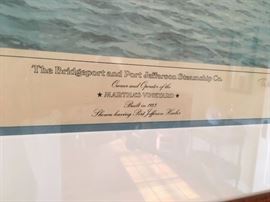 The Bridgeport and Port Jefferson Steamship Co.
Owner and Operator of the
★ MARTHA'S VINEYARD ★
Built in 1923
Shown leaving Port Jefferson Harbor